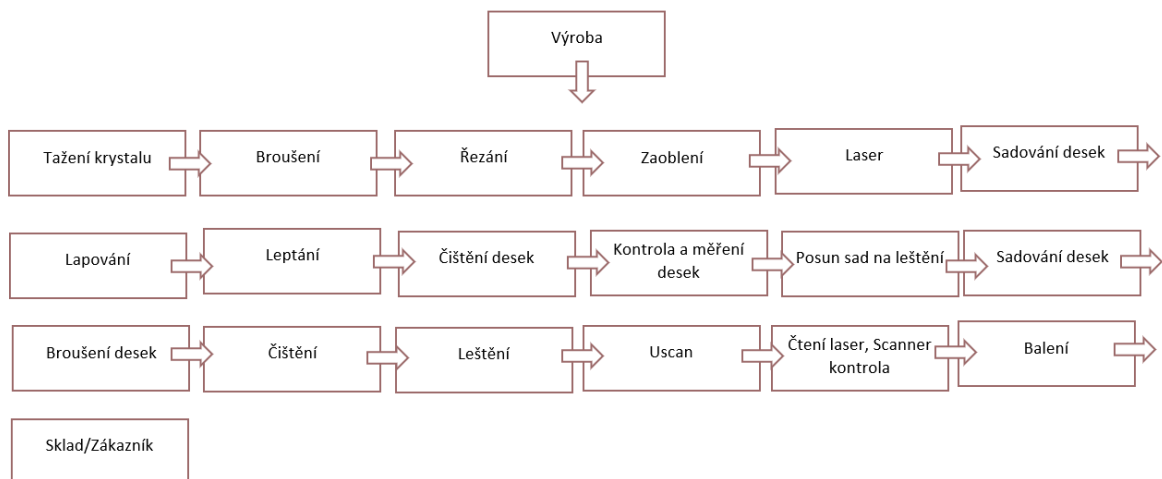 Výroba
Tažení krystalu
Broušení
Řezání
Zaoblení
Laser
Sadování desek
Lapování
Leptání
Čištění desek
Kontrola a měření
desek
Posun sad na leštění
Sadování desek
Broušení desek
Čištění
Leštění
Uscan
Čtení laser, Scanner
kontrola
Balení
Sklad/Zákazník